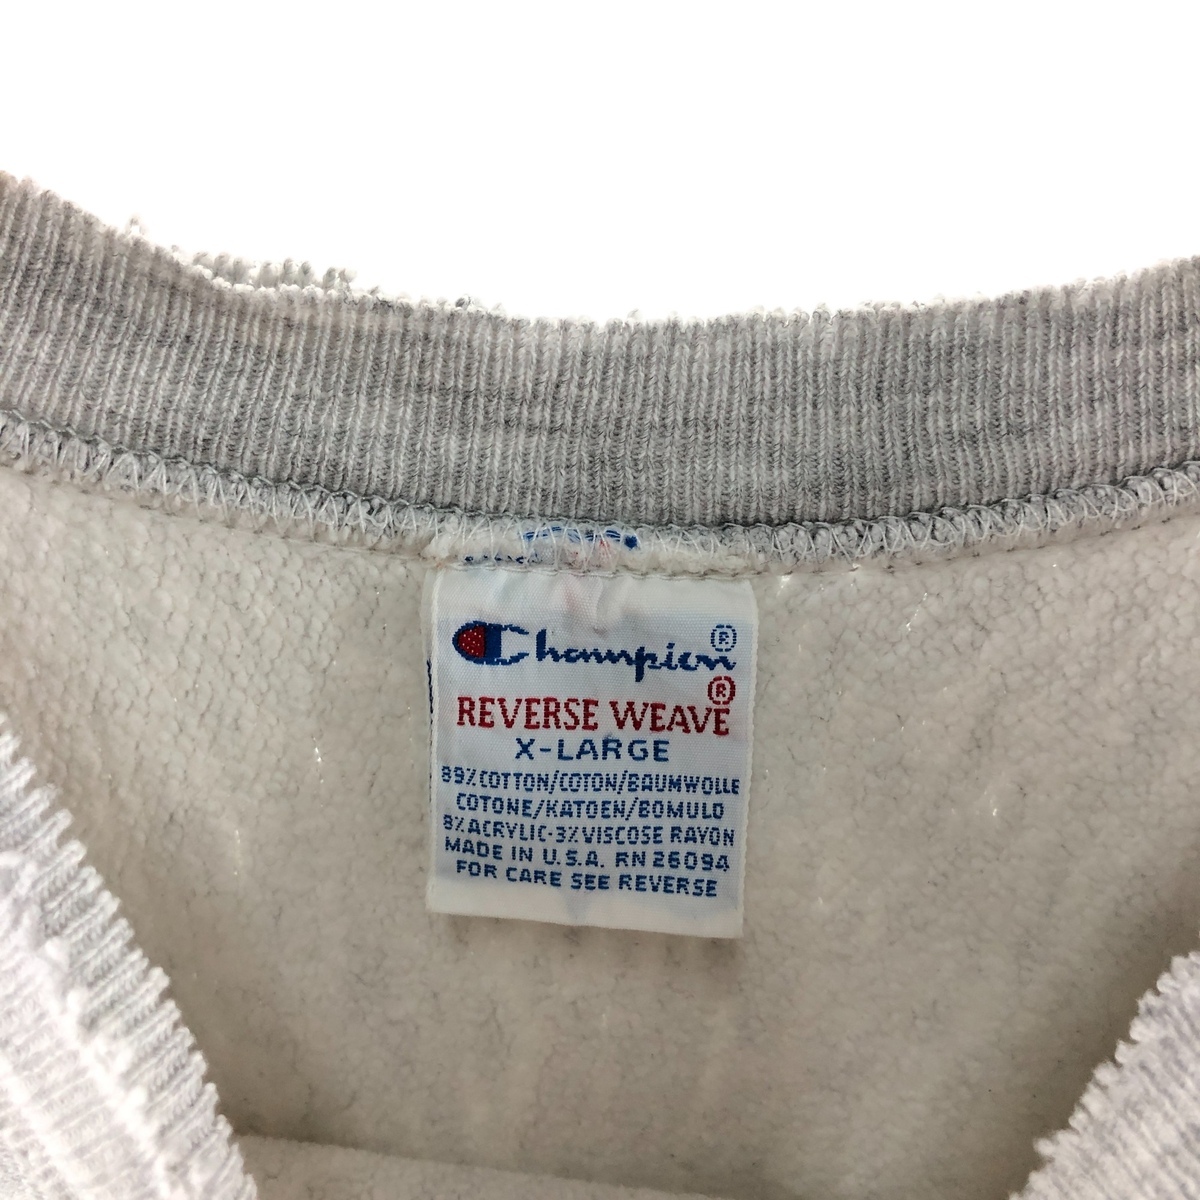 Champion®
REVERSE WEAVE®
X-LARGE
89% COTTON/COTON/BAUMWOLLE
COTONE/KATOEN/BOMULD
8% ACRYLIC-3% VISCOSE RAYON
MADE IN U.S.A. RN 26094
FOR CARE SEE REVERSE